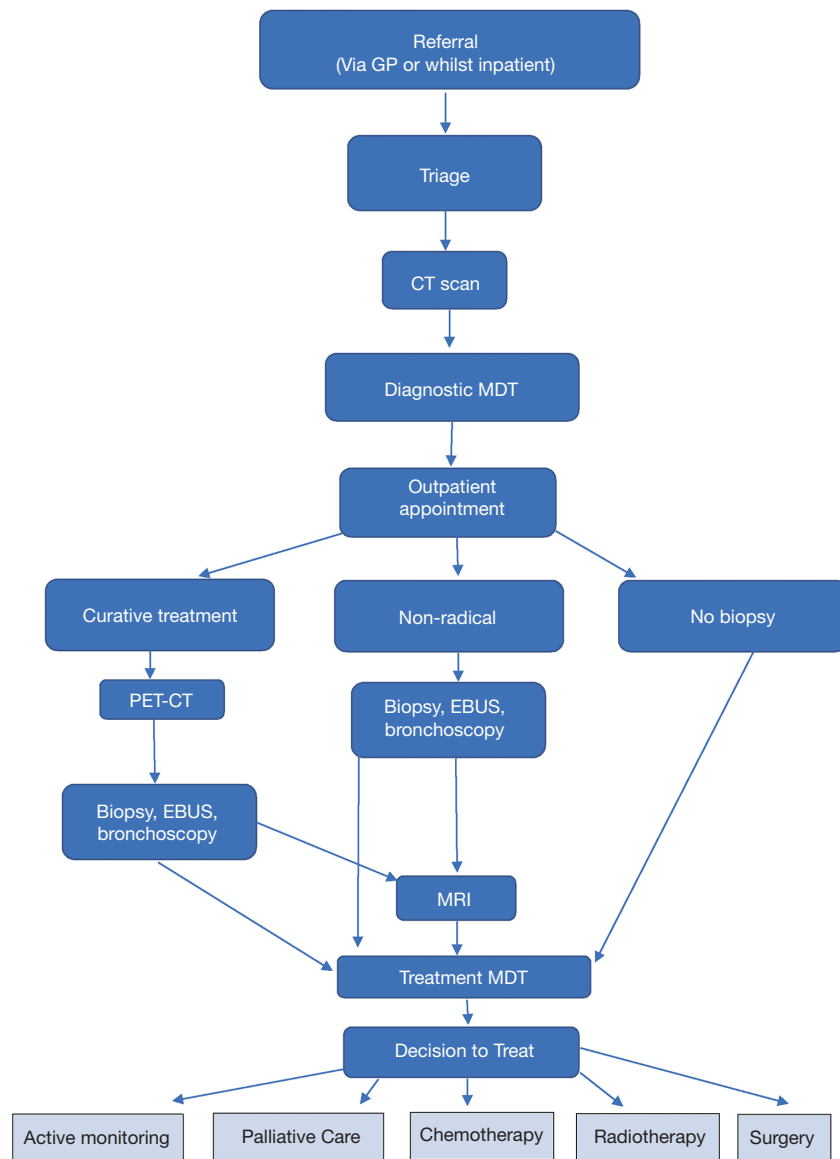 Referral
(Via GP or whilst inpatient)
Triage
CT scan
Diagnostic MDT
Outpatient
appointment
Curative treatment
Non-radical
No biopsy
PET-CT
Biopsy, EBUS,
bronchoscopy
Biopsy, EBUS,
bronchoscopy
MRI
Treatment MDT
Decision to Treat
Active monitoring
Palliative Care
Chemotherapy
Radiotherapy
Surgery